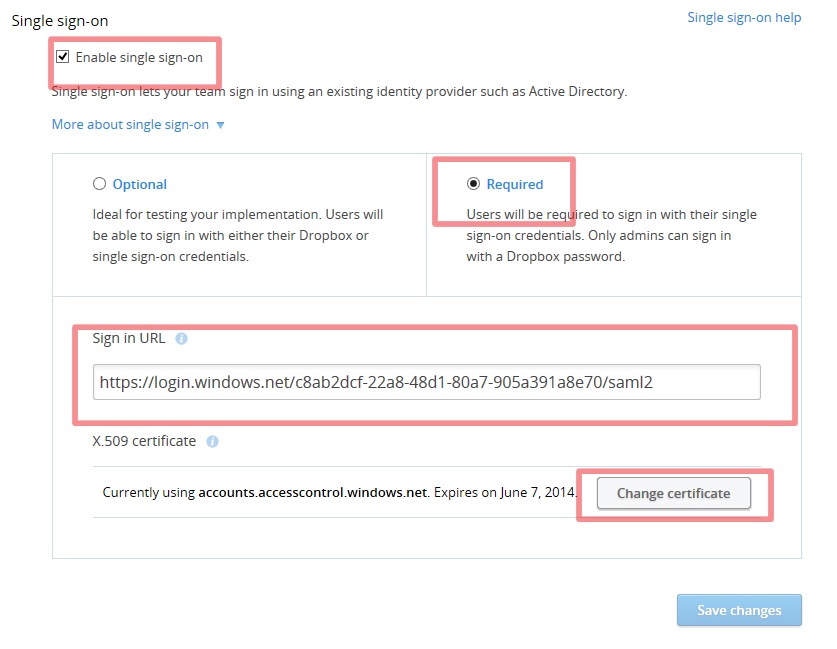 Single sign-on
Single sign-on help
Enable single sign-on
Single sign-on lets your team sign in using an existing identity provider such as Active Directory.
More about single sign-on
Optional
Ideal for testing your implementation. Users will
be able to sign in with either their Dropbox or
single sign-on credentials.
Required
Users will be required to sign in with their single
sign-on credentials. Only admins can sign in
with a Dropbox password.
Sign in URL
https://login.windows.net/c8ab2dcf-22a8-48d1-80a7-905a391a8e70/saml2
X.509 certificate
Currently using accounts.accesscontrol.windows.net. Expires on June 7, 2014.
Change certificate
Save changes